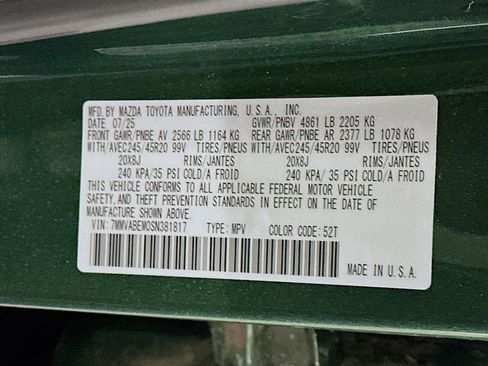 MFD. BY MAZDA TOYOTA MANUFACTURING, U.S.A., INC.
DATE 07/25 GVWR/PNBV 4861 LB 2205 KG
FRONT GAWR/PNBE AV 2566 LB 1164 KG REAR GAWR/PNBE AR 2377 LB 1078 KG
WITH/AVEC245/45R20 99V TIRES/PNEUS WITH/AVEC245/45R20 99V TIRES/PNEUS
20X8J RIMS/JANTES 20X8J RIMS/JANTES
240 KPA/35 PSI COLD/A FROID 240 KPA/35 PSI COLD/A FROID
THIS VEHICLE CONFORMS TO ALL APPLICABLE FEDERAL MOTOR VEHICLE
SAFETY, AND THEFT PREVENTION STANDARDS IN EFFECT ON THE DATE OF
MANUFACTURE SHOWN ABOVE.
VIN: 7MMVABEM0SN381817 TYPE: MPV COLOR CODE: 52T
MADE IN U.S.A.